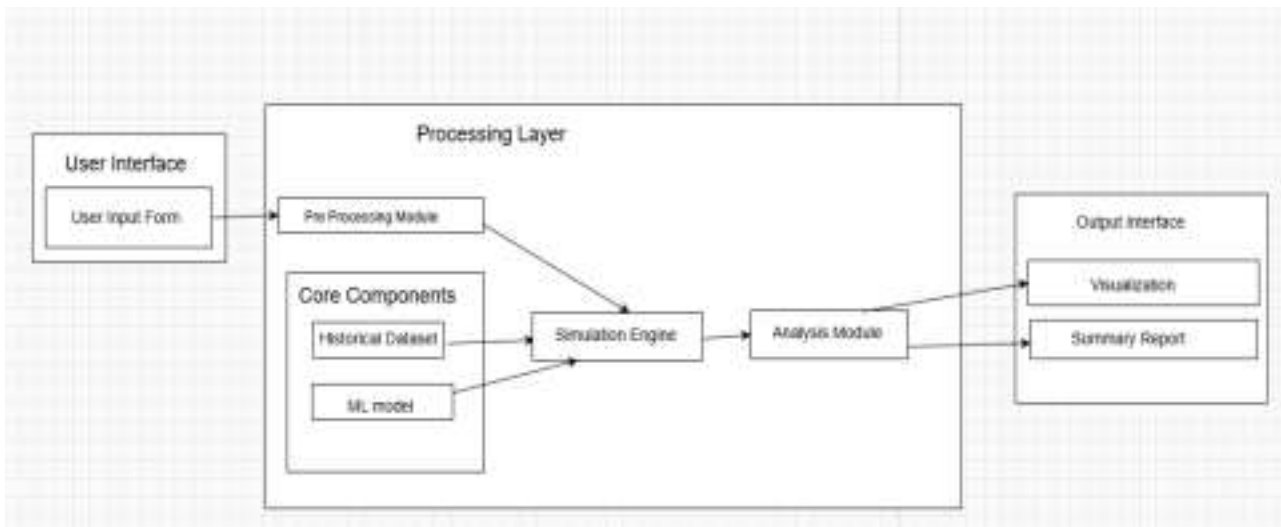 Processing Layer
User Interface
User Input Form
Pre Processing Module
Core Components
Historical Dataset
ML model
Simulation Engine
Analysis Module
Output Interface
Visualization
Summary Report